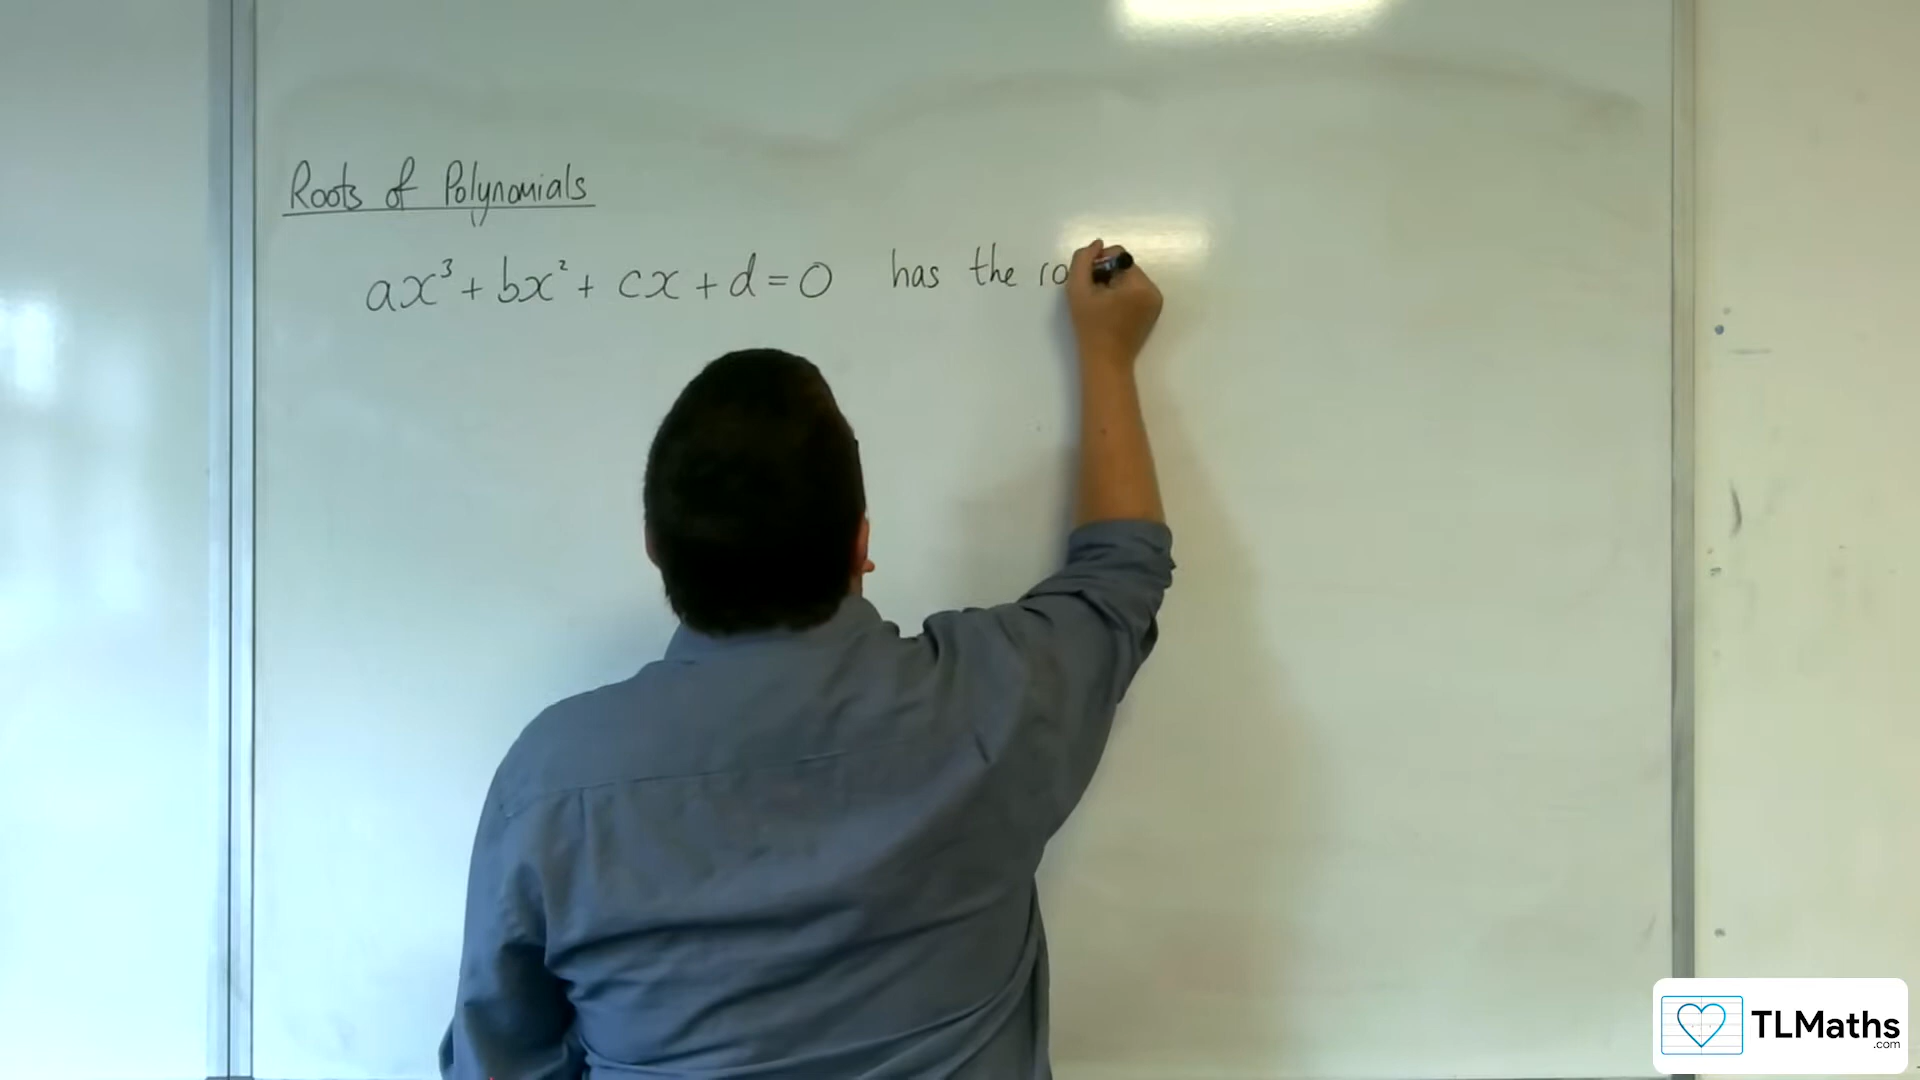 Roots of Polynomials
ax³ + bx² + cx + d = 0 has the ro
TLMaths
.com